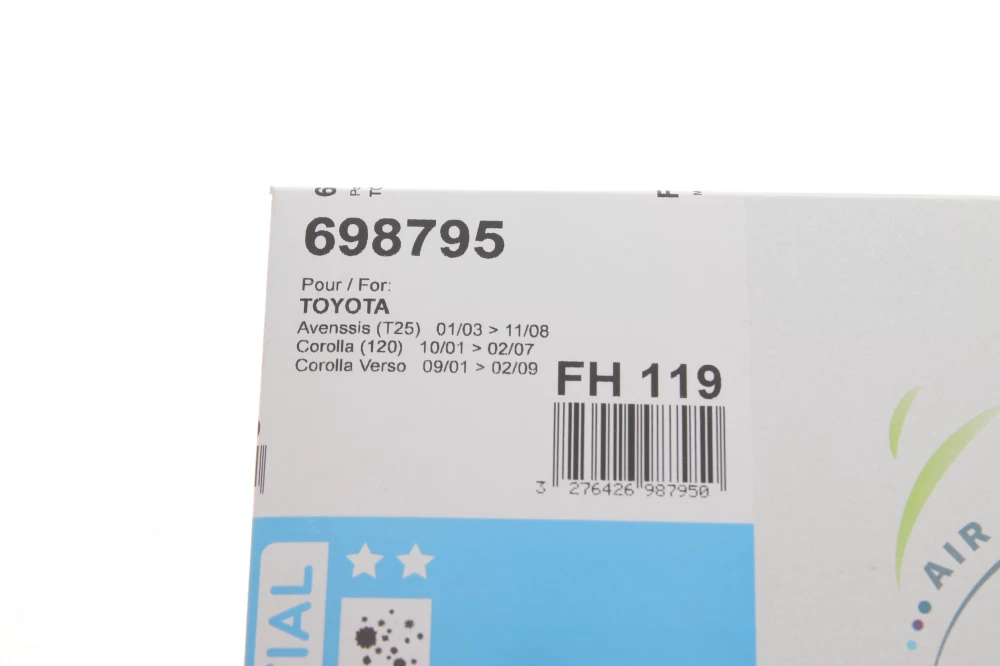 698795
Pour / For:
TOYOTA
Avenssis (T25) 01/03 > 11/08
Corolla (120) 10/01 > 02/07
Corolla Verso 09/01 > 02/09
FH 119
3 276426 987950
AIR